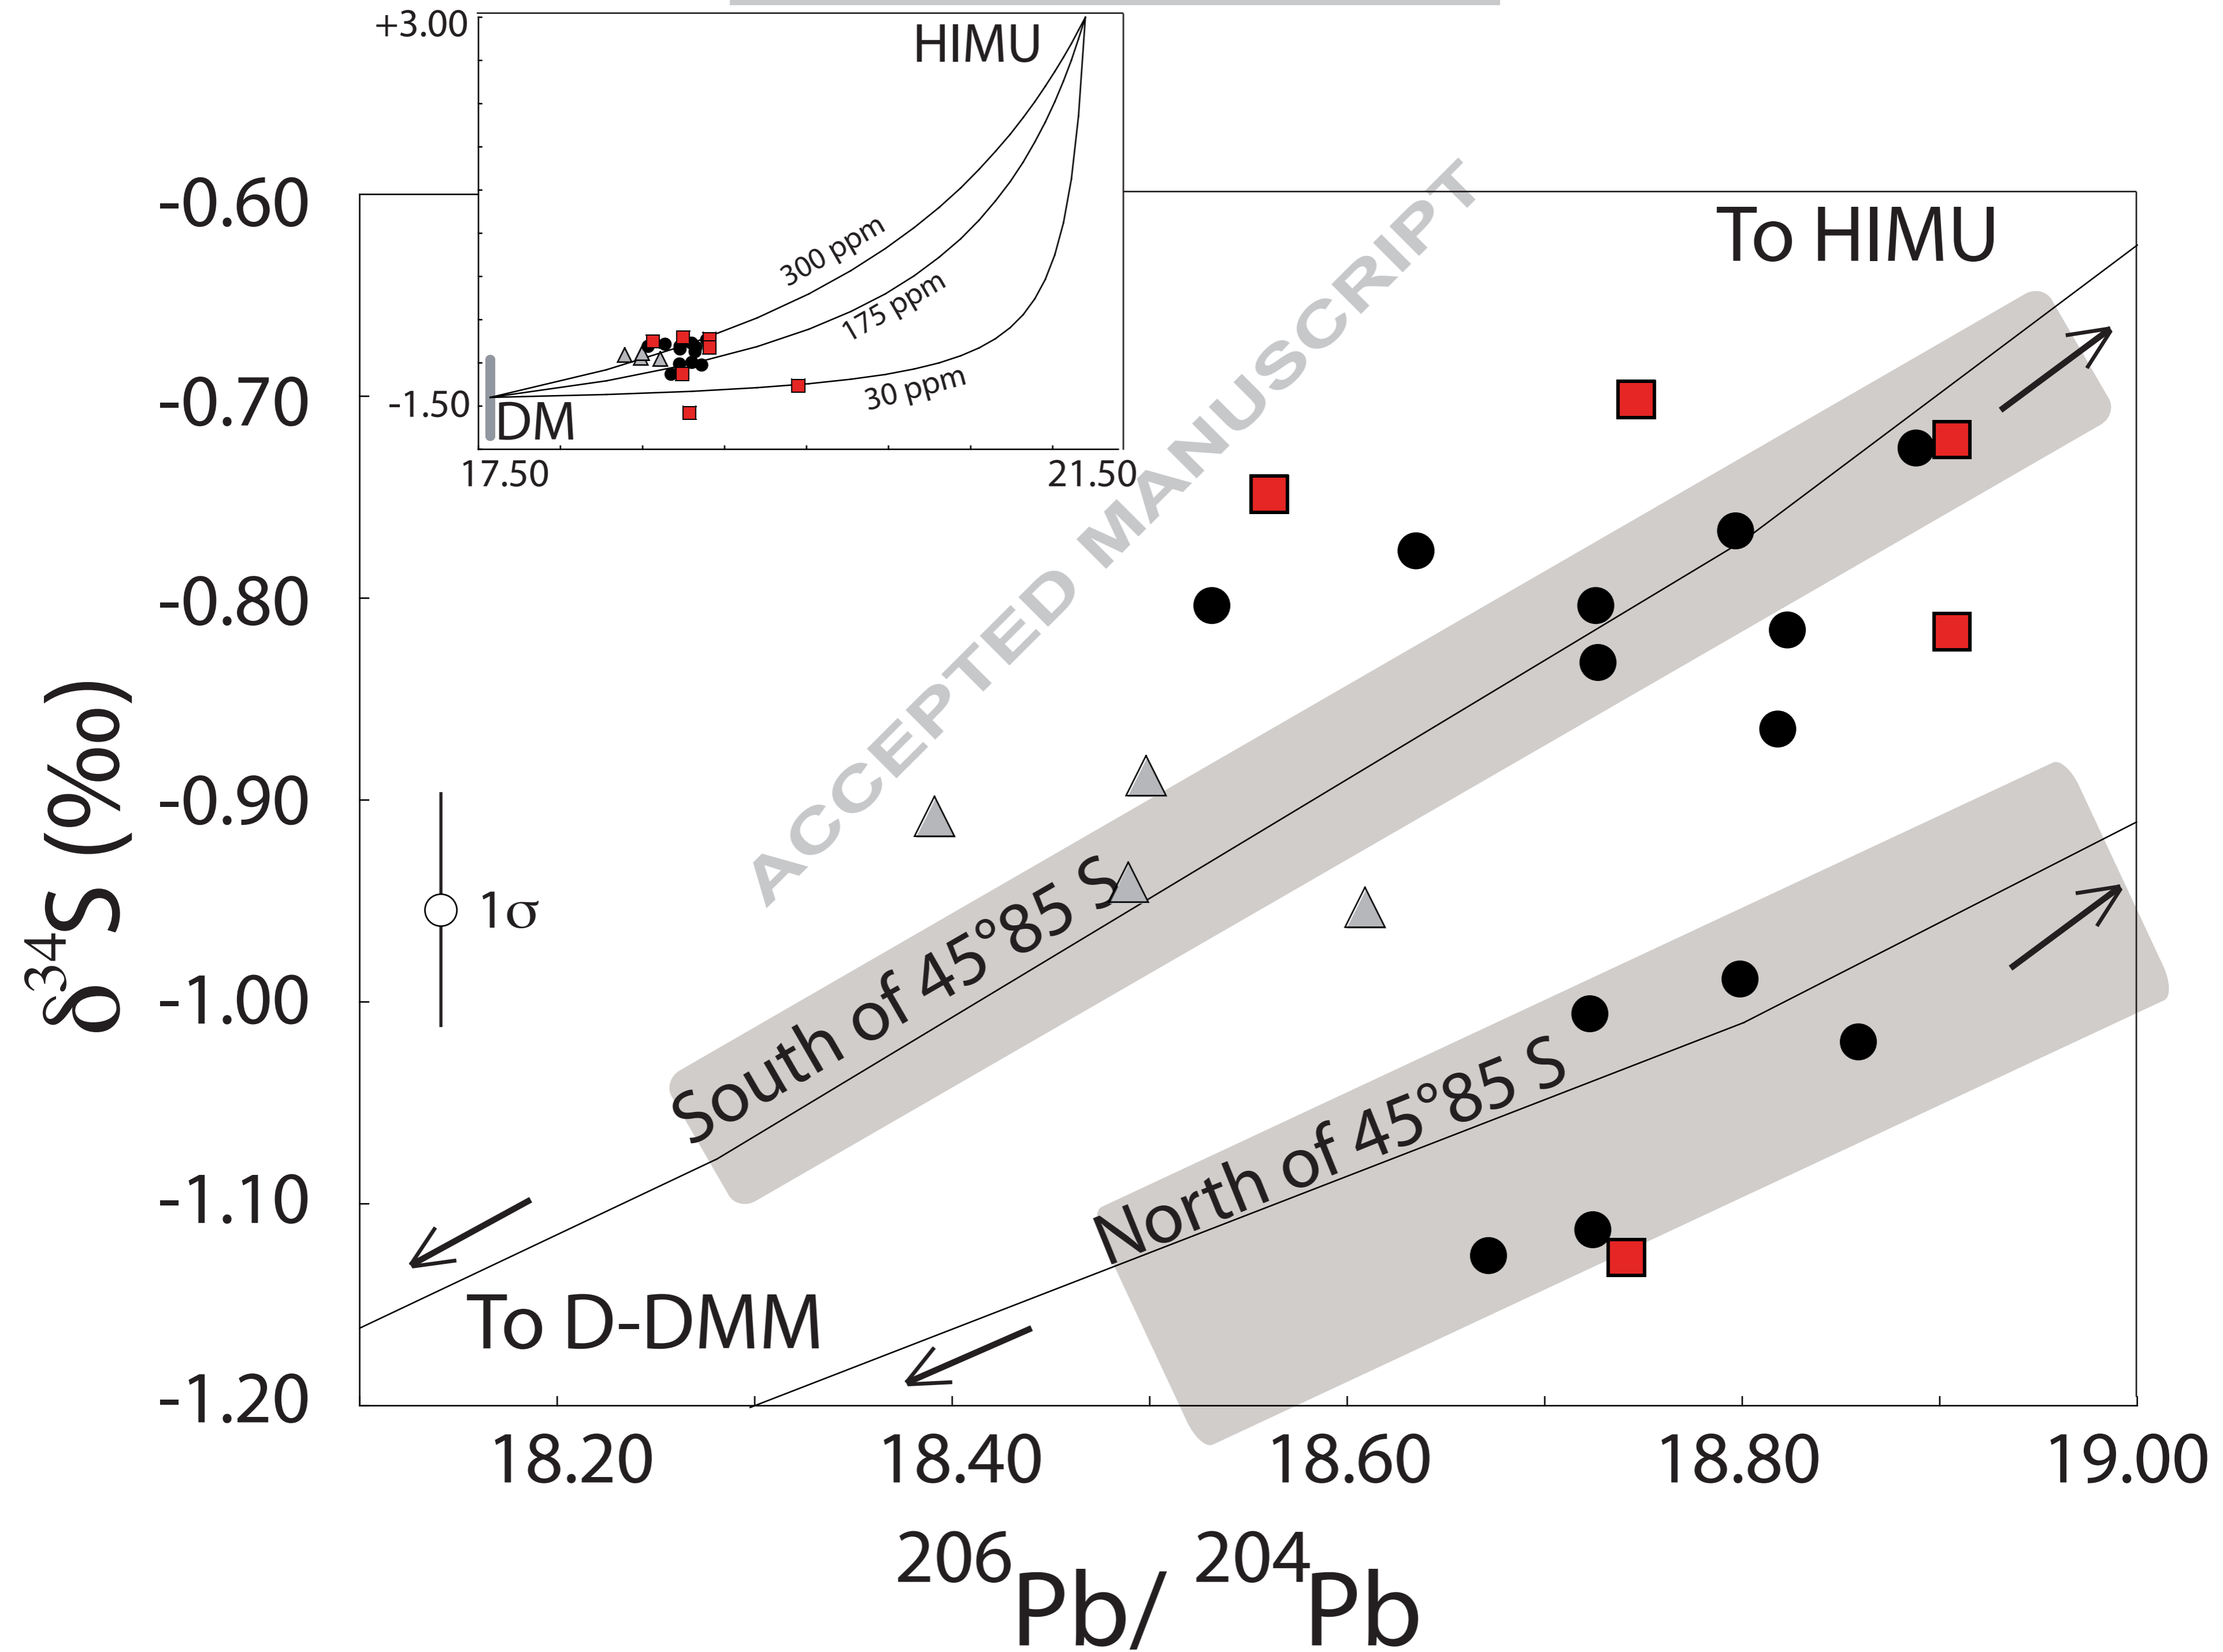 +3.00
HIMU
300 ppm
175 ppm
30 ppm
-1.50
DM
17.50
21.50
-0.60
-0.70
-0.80
-0.90
-1.00
-1.10
-1.20
δ³⁴S (‰)
1σ
To HIMU
ACCEPTED MANUSCRIPT
South of 45°85 S
North of 45°85 S
To D-DMM
18.20
18.40
18.60
18.80
19.00
²⁰⁶Pb/ ²⁰⁴Pb